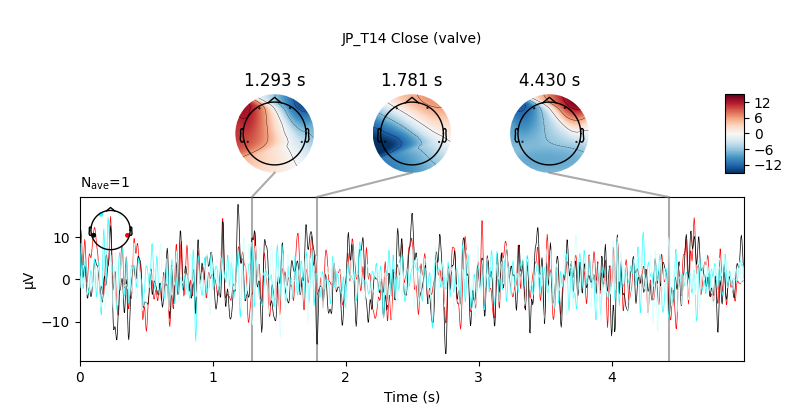 JP_T14 Close (valve)
1.293 s 1.781 s 4.430 s
12
6
0
−6
−12
Nave=1
10
0
−10
µV
0 1 2 3 4
Time (s)